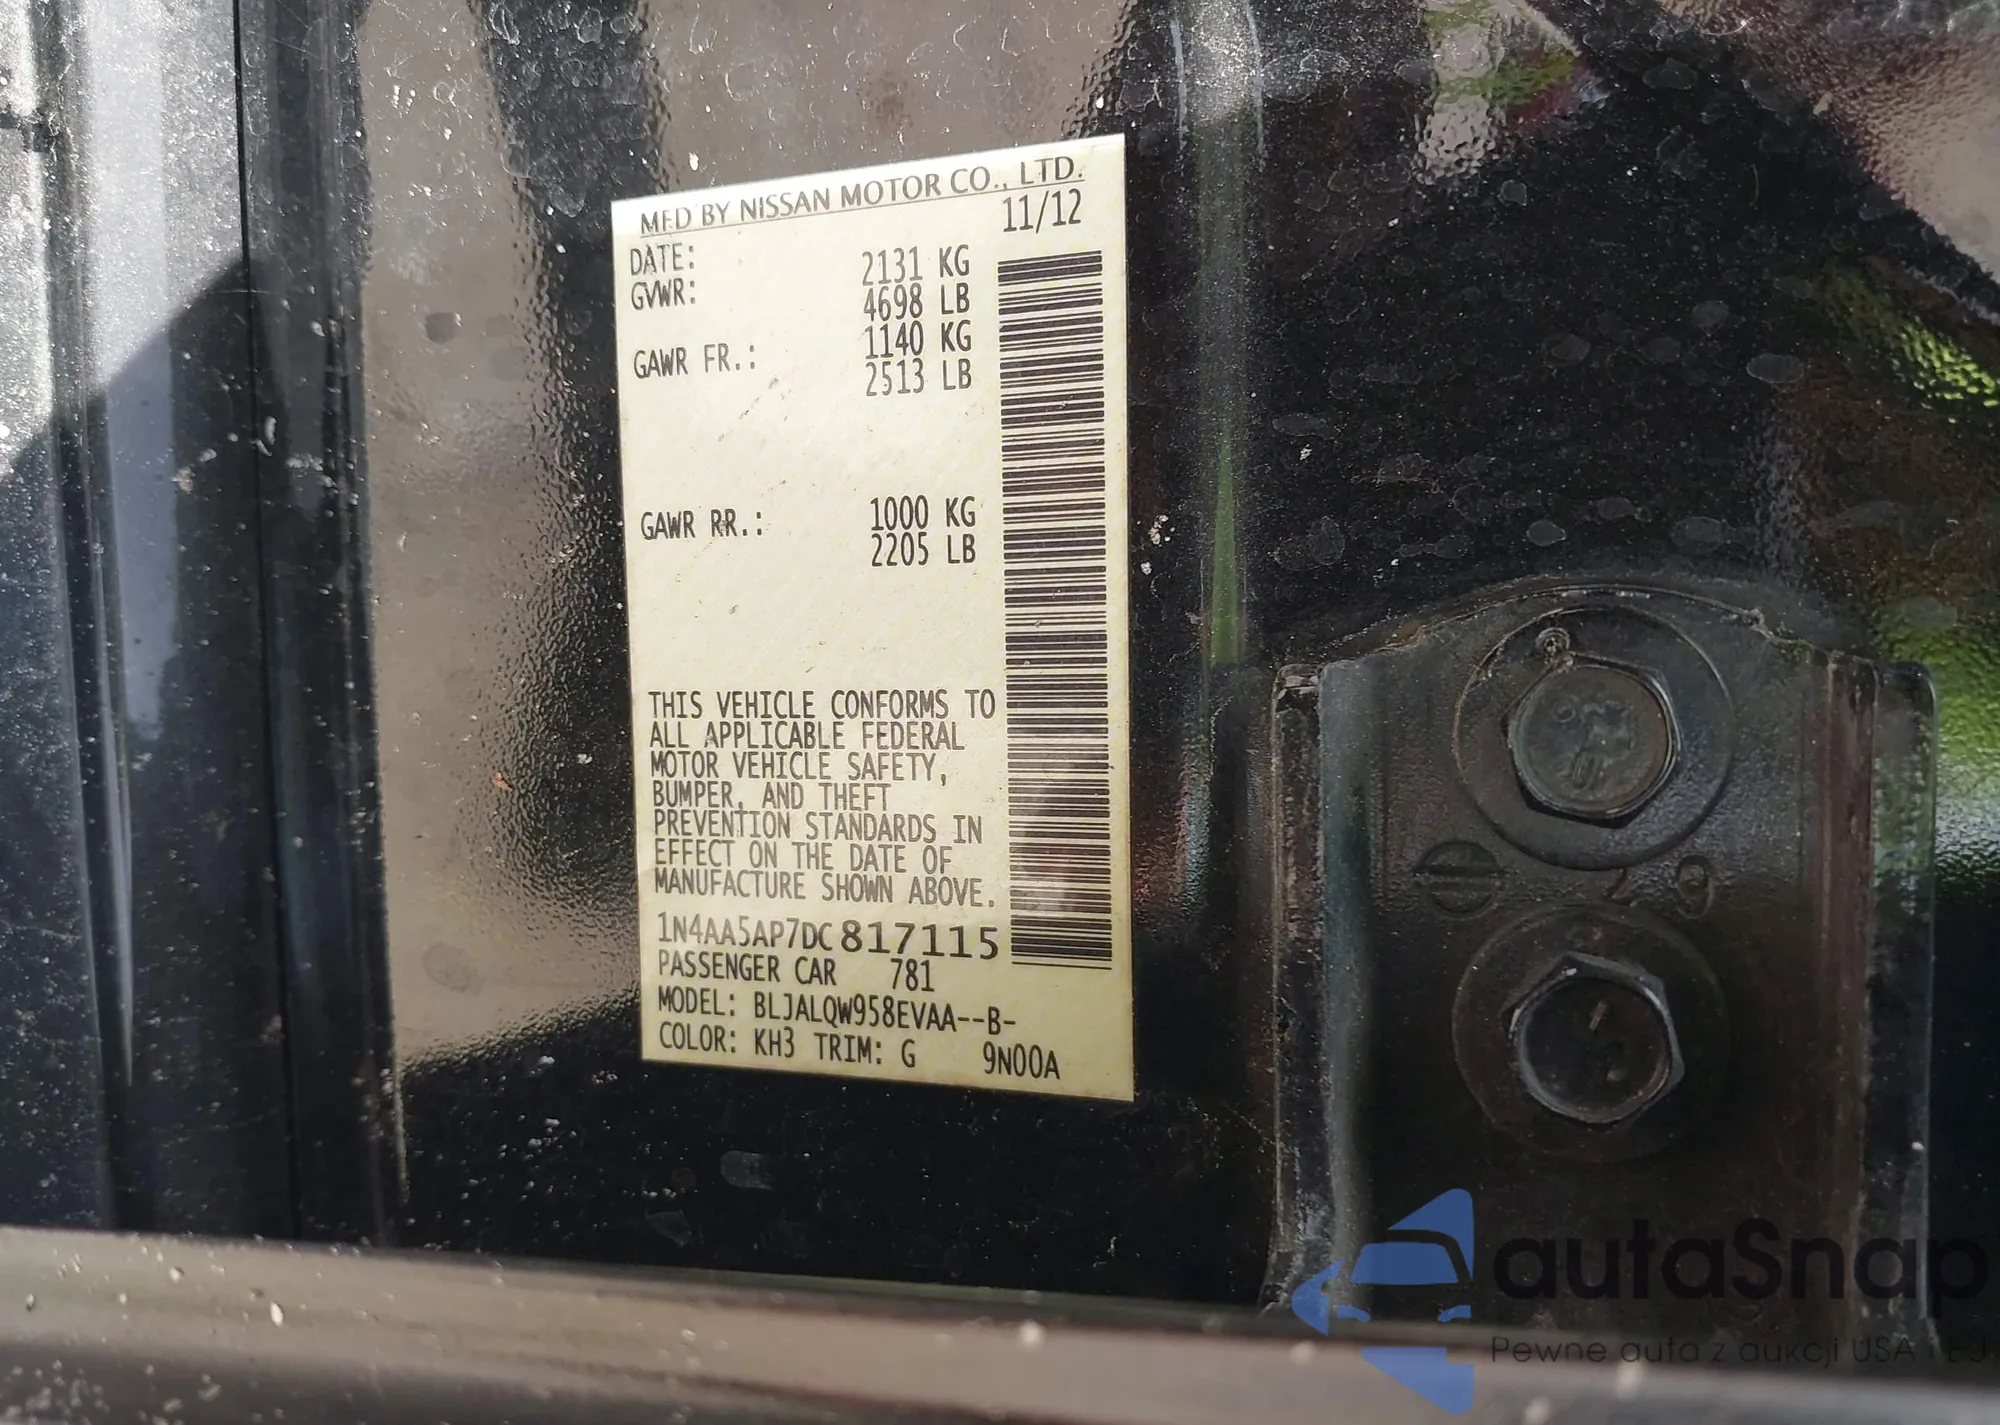 MFD BY NISSAN MOTOR CO., LTD.
DATE: 11/12
GVWR: 2131 KG
4698 LB
GAWR FR.: 1140 KG
2513 LB
GAWR RR.: 1000 KG
2205 LB
THIS VEHICLE CONFORMS TO
ALL APPLICABLE FEDERAL
MOTOR VEHICLE SAFETY,
BUMPER, AND THEFT
PREVENTION STANDARDS IN
EFFECT ON THE DATE OF
MANUFACTURE SHOWN ABOVE.
1N4AA5AP7DC817115
PASSENGER CAR 781
MODEL: BLJALQW958EVAA--B-
COLOR: KH3 TRIM: G 9N00A
autaSnap
Pewne auta z aukcji USA i EU